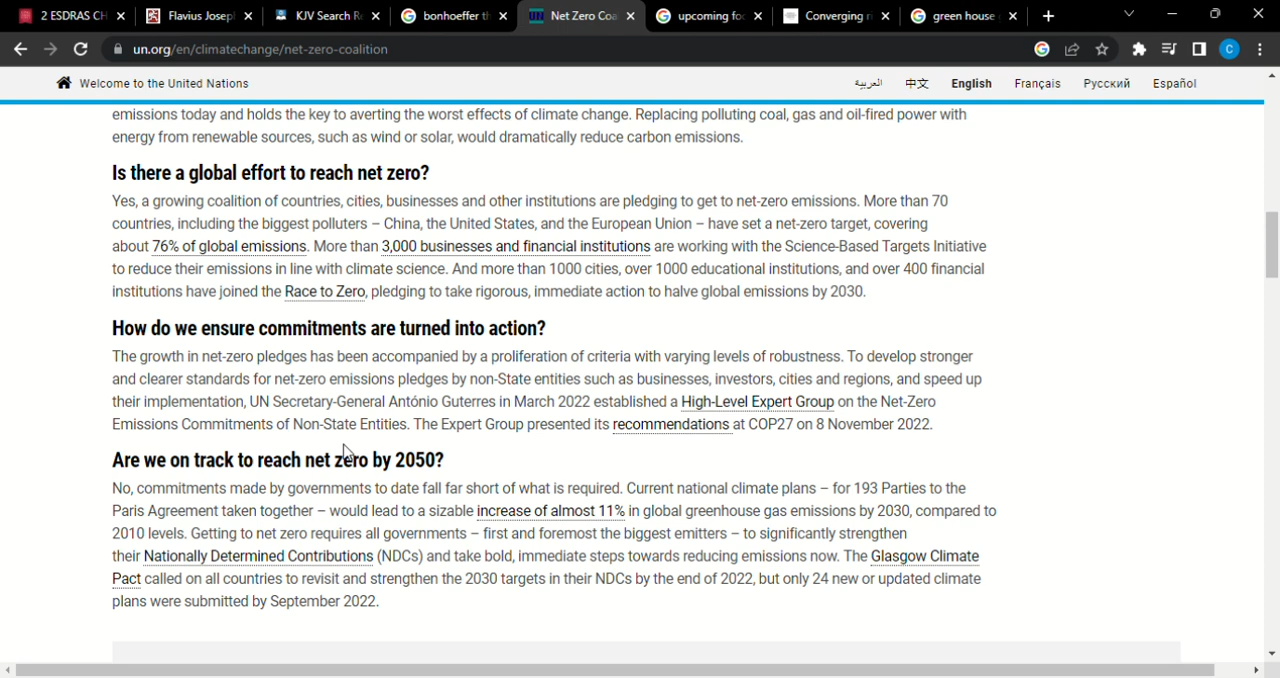 2 ESDRAS CH
Flavius Josep
KJV Search Re
bonhoeffer th
Net Zero Coa
upcoming foo
Converging ri
green house
un.org/en/climatechange/net-zero-coalition
C
Welcome to the United Nations
العربية
中文
English
Français
Русский
Español
emissions today and holds the key to averting the worst effects of climate change. Replacing polluting coal, gas and oil-fired power with
energy from renewable sources, such as wind or solar, would dramatically reduce carbon emissions.
Is there a global effort to reach net zero?
Yes, a growing coalition of countries, cities, businesses and other institutions are pledging to get to net-zero emissions. More than 70
countries, including the biggest polluters – China, the United States, and the European Union – have set a net-zero target, covering
about 76% of global emissions. More than 3,000 businesses and financial institutions are working with the Science-Based Targets Initiative
to reduce their emissions in line with climate science. And more than 1000 cities, over 1000 educational institutions, and over 400 financial
institutions have joined the Race to Zero, pledging to take rigorous, immediate action to halve global emissions by 2030.
How do we ensure commitments are turned into action?
The growth in net-zero pledges has been accompanied by a proliferation of criteria with varying levels of robustness. To develop stronger
and clearer standards for net-zero emissions pledges by non-State entities such as businesses, investors, cities and regions, and speed up
their implementation, UN Secretary-General António Guterres in March 2022 established a High-Level Expert Group on the Net-Zero
Emissions Commitments of Non-State Entities. The Expert Group presented its recommendations at COP27 on 8 November 2022.
Are we on track to reach net zero by 2050?
No, commitments made by governments to date fall far short of what is required. Current national climate plans – for 193 Parties to the
Paris Agreement taken together – would lead to a sizable increase of almost 11% in global greenhouse gas emissions by 2030, compared to
2010 levels. Getting to net zero requires all governments – first and foremost the biggest emitters – to significantly strengthen
their Nationally Determined Contributions (NDCs) and take bold, immediate steps towards reducing emissions now. The Glasgow Climate
Pact called on all countries to revisit and strengthen the 2030 targets in their NDCs by the end of 2022, but only 24 new or updated climate
plans were submitted by September 2022.